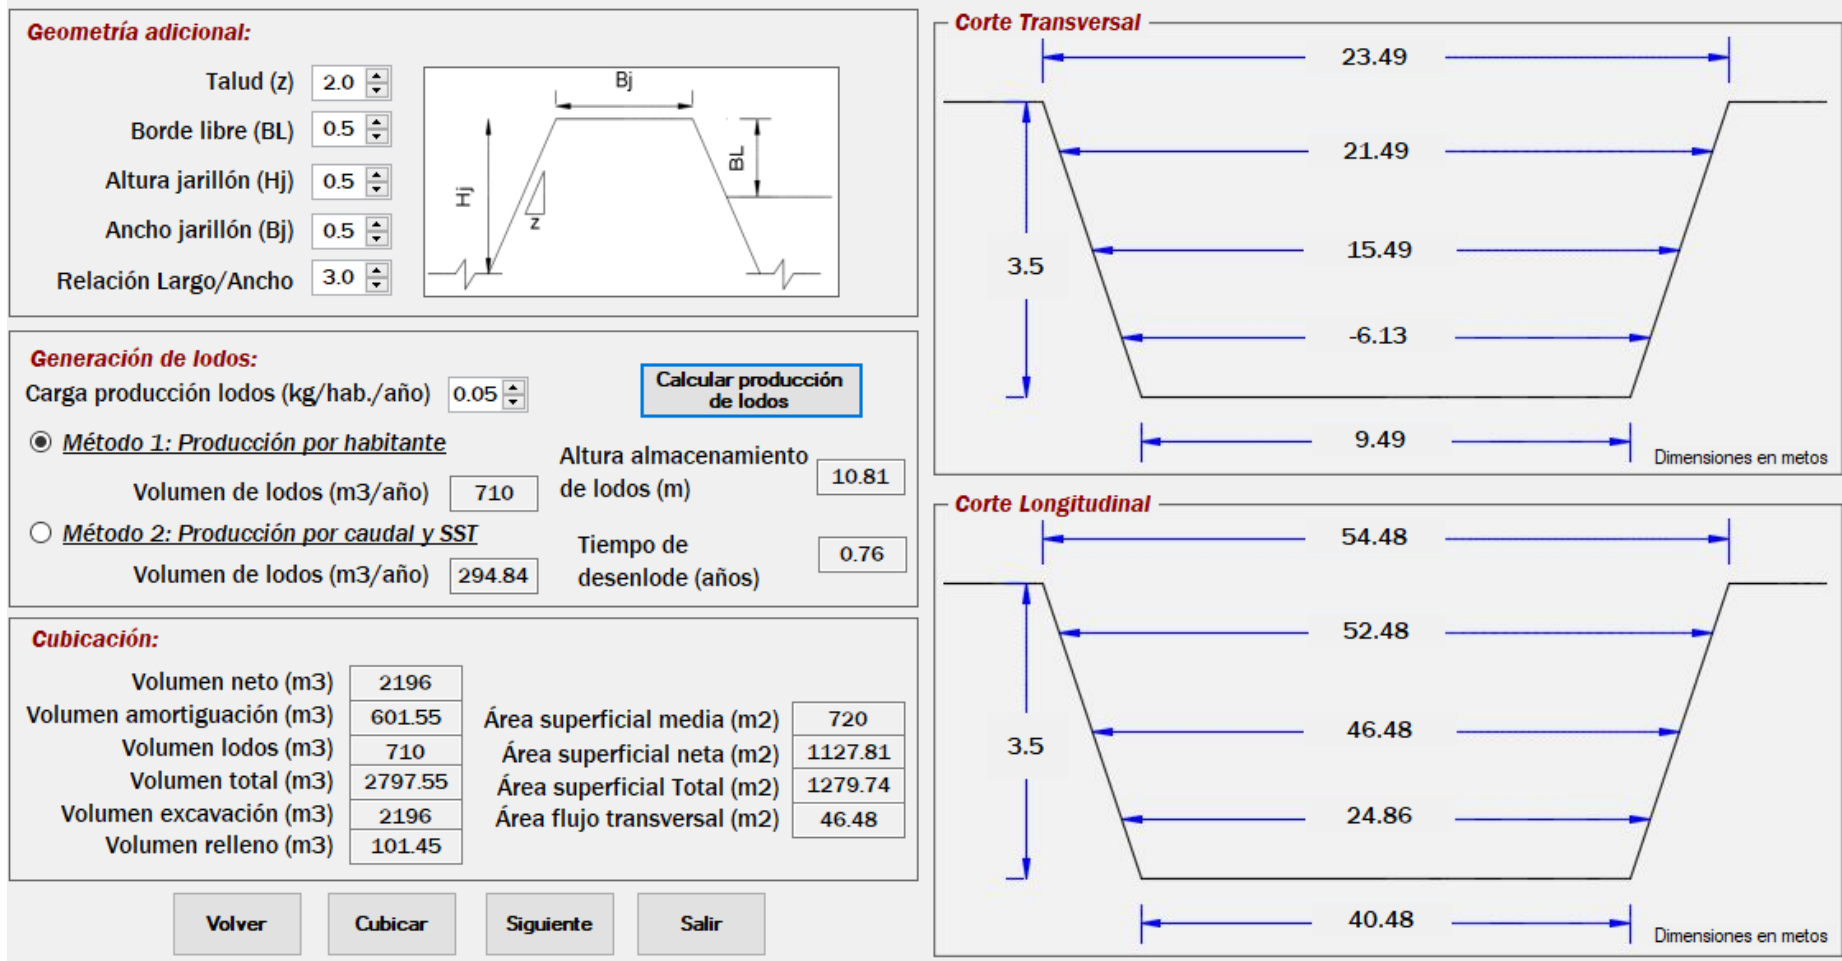 Geometría adicional:
Talud (z) 2.0
Borde libre (BL) 0.5
Altura jarillón (Hj) 0.5
Ancho jarillón (Bj) 0.5
Relación Largo/Ancho 3.0
Bj
BL
Hj
z
Generación de lodos:
Carga producción lodos (kg/hab./año) 0.05
Calcular producción
de lodos
Método 1: Producción por habitante
Volumen de lodos (m3/año) 710
Altura almacenamiento
de lodos (m) 10.81
Método 2: Producción por caudal y SST
Volumen de lodos (m3/año) 294.84
Tiempo de
desenlode (años) 0.76
Cubicación:
Volumen neto (m3) 2196
Volumen amortiguación (m3) 601.55
Volumen lodos (m3) 710
Volumen total (m3) 2797.55
Volumen excavación (m3) 2196
Volumen relleno (m3) 101.45
Área superficial media (m2) 720
Área superficial neta (m2) 1127.81
Área superficial Total (m2) 1279.74
Área flujo transversal (m2) 46.48
Volver
Cubicar
Siguiente
Salir
Corte Transversal
23.49
21.49
15.49
3.5
-6.13
9.49
Dimensiones en metos
Corte Longitudinal
54.48
52.48
46.48
3.5
24.86
40.48
Dimensiones en metos